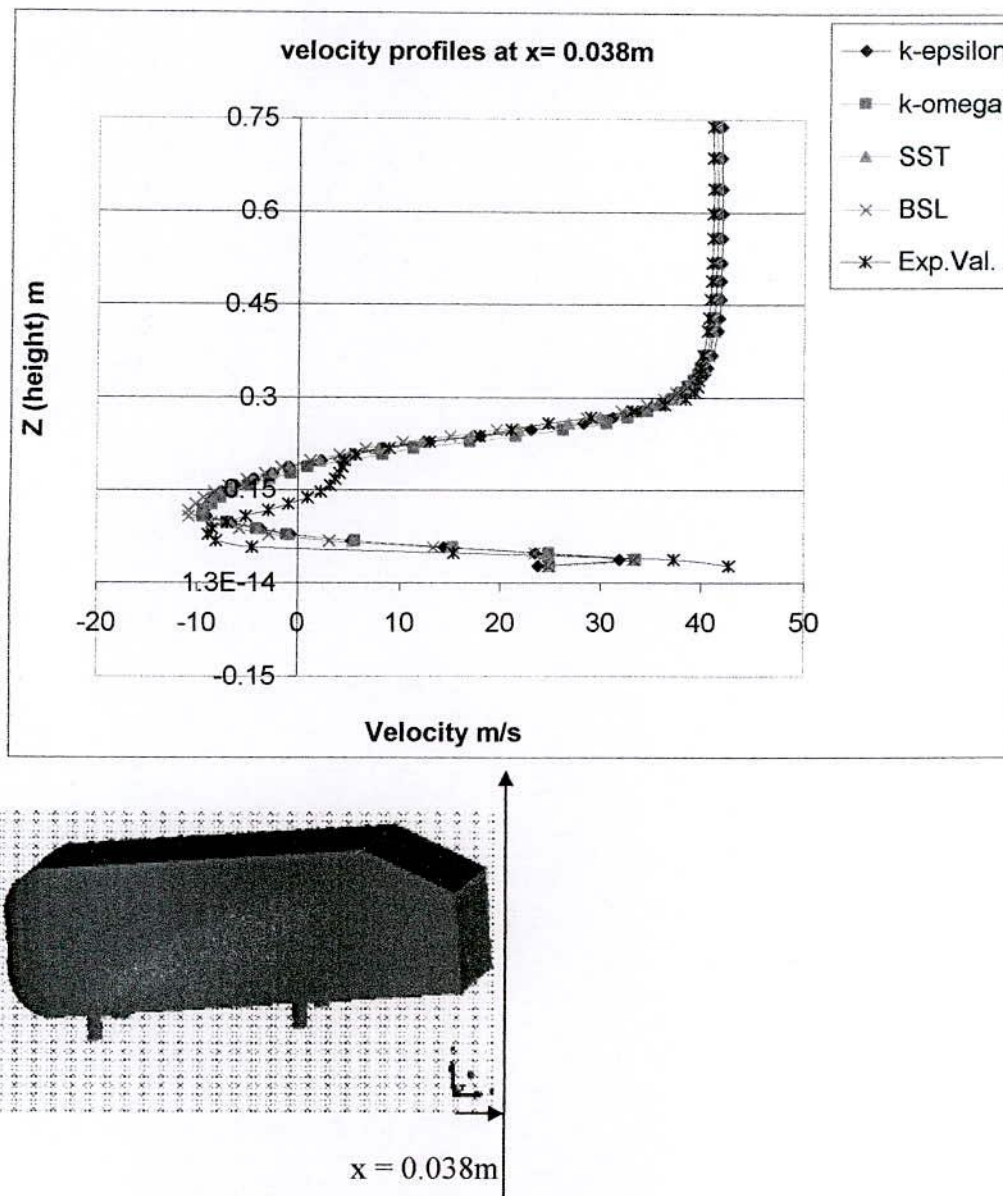 velocity profiles at x= 0.038m
k-epsilon
k-omega
SST
BSL
Exp.Val.
0.75
0.6
0.45
0.3
0.15
1.3E-14
-0.15
-20 -10 0 10 20 30 40 50
Z (height) m
Velocity m/s
x = 0.038m